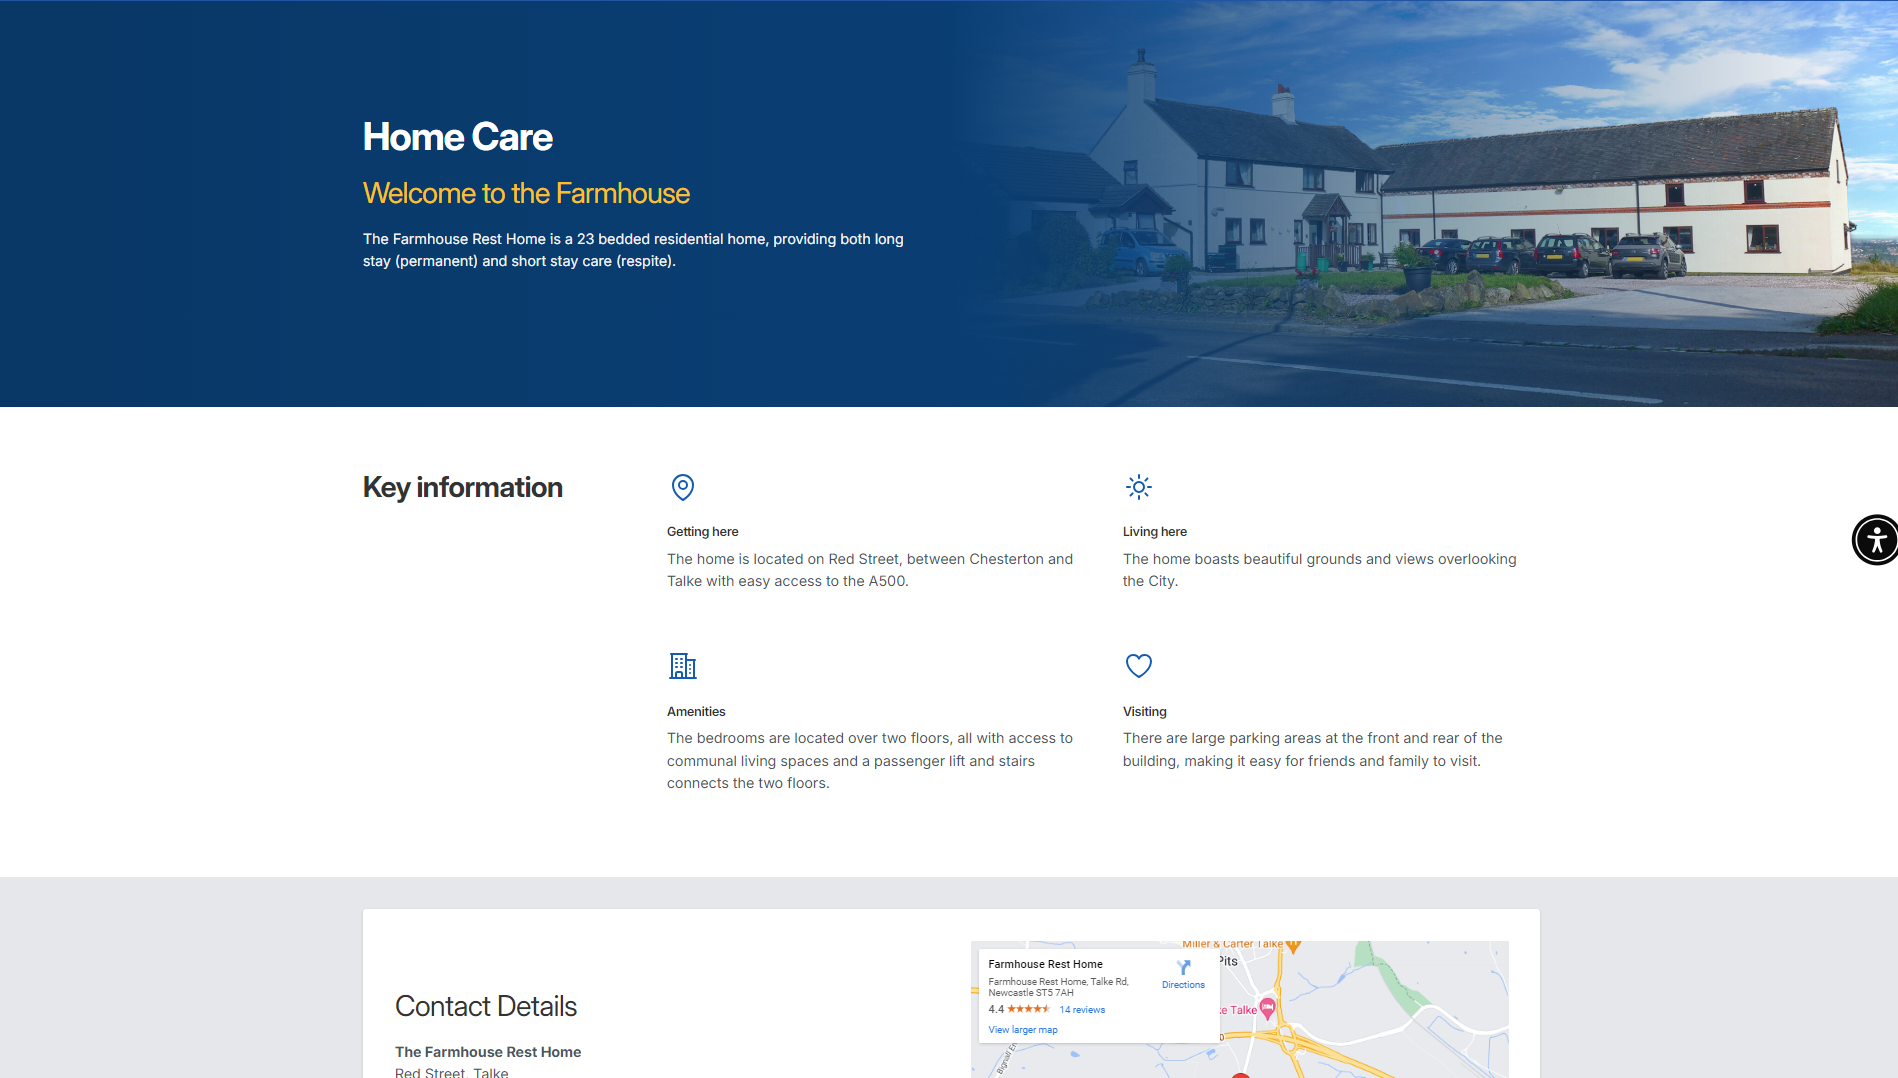 Home Care
Welcome to the Farmhouse
The Farmhouse Rest Home is a 23 bedded residential home, providing both long
stay (permanent) and short stay care (respite).
Key information
Getting here
The home is located on Red Street, between Chesterton and
Talke with easy access to the A500.
Living here
The home boasts beautiful grounds and views overlooking
the City.
Amenities
The bedrooms are located over two floors, all with access to
communal living spaces and a passenger lift and stairs
connects the two floors.
Visiting
There are large parking areas at the front and rear of the
building, making it easy for friends and family to visit.
Contact Details
The Farmhouse Rest Home
Red Street, Talke
Miller & Carter Talke
Pits
Farmhouse Rest Home
Farmhouse Rest Home, Talke Rd,
Newcastle ST5 7AH
4.4
14 reviews
View larger map
Directions
Talke
Bignall